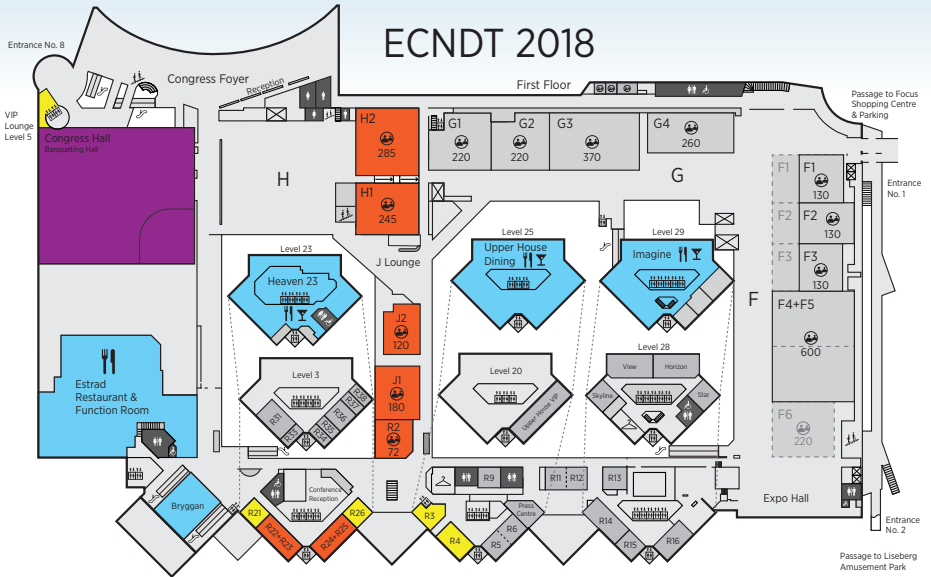 ECNDT 2018
Entrance No. 8
Congress Foyer
Reception
First Floor
Passage to Focus
Shopping Centre
& Parking
VIP
Lounge
Level 5
Congress Hall
Banqueting Hall
H2
285
H1
245
H
G1
220
G2
220
G3
370
G4
260
G
F1
F1
130
F2
F2
130
F3
F3
130
F
F4+F5
600
F6
220
Entrance
No. 1
J Lounge
Level 23
Heaven 23
Level 25
Upper House
Dining
Level 29
Imagine
J2
120
J1
180
R2
72
Estrad
Restaurant &
Function Room
Level 3
R31
R33
R34
R35
R36
R37
R38
Level 20
Upper House VIP
Level 28
View
Horizon
Skyline
Star
Bryggan
Conference
Reception
R21
R22+R23
R24+R25
R26
R9
R11
R12
R13
R3
R4
R5
R6
Press
Centre
R14
R15
R16
Expo Hall
Entrance
No. 2
Passage to Liseberg
Amusement Park